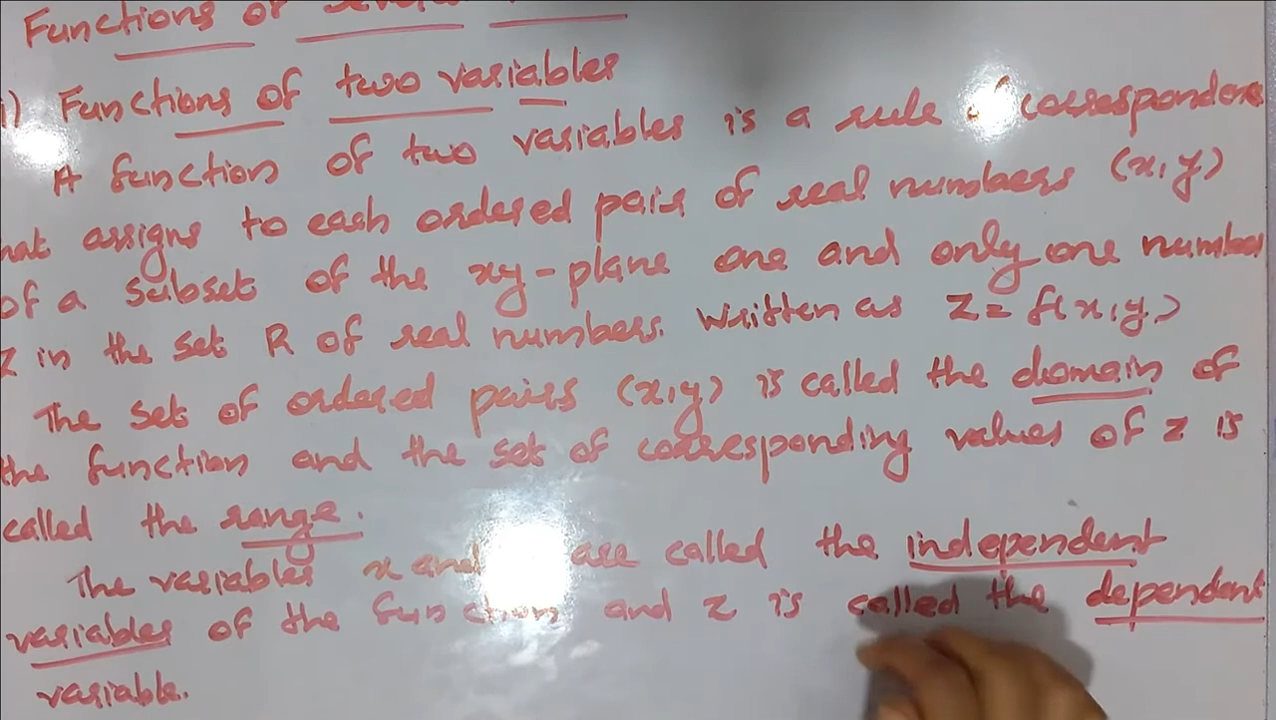 Functions of
i) Functions of two variables
A function of two variables is a rule of correspondence
that assigns to each ordered pair of real numbers (x,y)
of a subset of the xy-plane one and only one number
z in the set R of real numbers. Written as z = f(x,y)
The set of ordered pairs (x,y) is called the domain of
the function and the set of corresponding values of z is
called the range.
The variables x and are called the independent
variables of the function and z is called the dependent
variable.